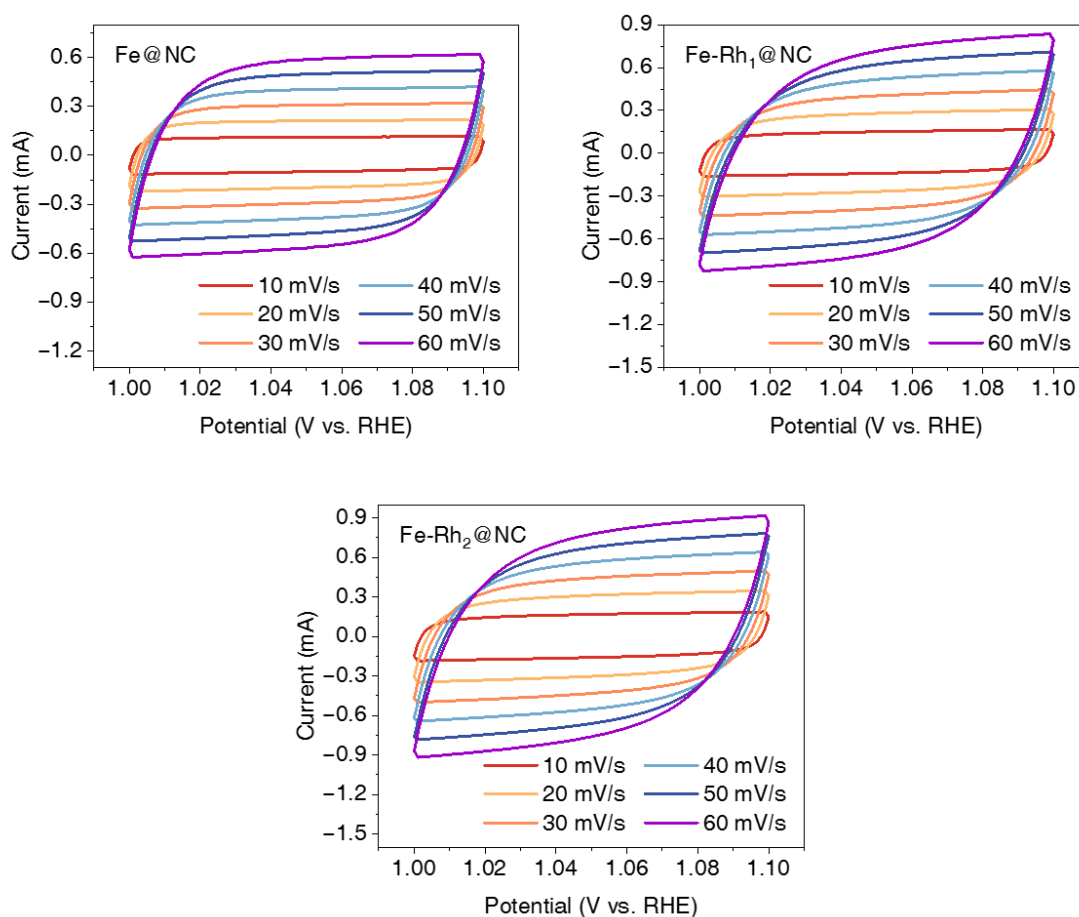 Fe@NC
Current (mA)
0.6
0.3
0.0
−0.3
−0.6
−0.9
−1.2
10 mV/s
40 mV/s
20 mV/s
50 mV/s
30 mV/s
60 mV/s
1.00 1.02 1.04 1.06 1.08 1.10
Potential (V vs. RHE)
Fe-Rh₁@NC
Current (mA)
0.9
0.6
0.3
0.0
−0.3
−0.6
−0.9
−1.2
−1.5
10 mV/s
40 mV/s
20 mV/s
50 mV/s
30 mV/s
60 mV/s
1.00 1.02 1.04 1.06 1.08 1.10
Potential (V vs. RHE)
Fe-Rh₂@NC
Current (mA)
0.9
0.6
0.3
0.0
−0.3
−0.6
−0.9
−1.2
−1.5
10 mV/s
40 mV/s
20 mV/s
50 mV/s
30 mV/s
60 mV/s
1.00 1.02 1.04 1.06 1.08 1.10
Potential (V vs. RHE)